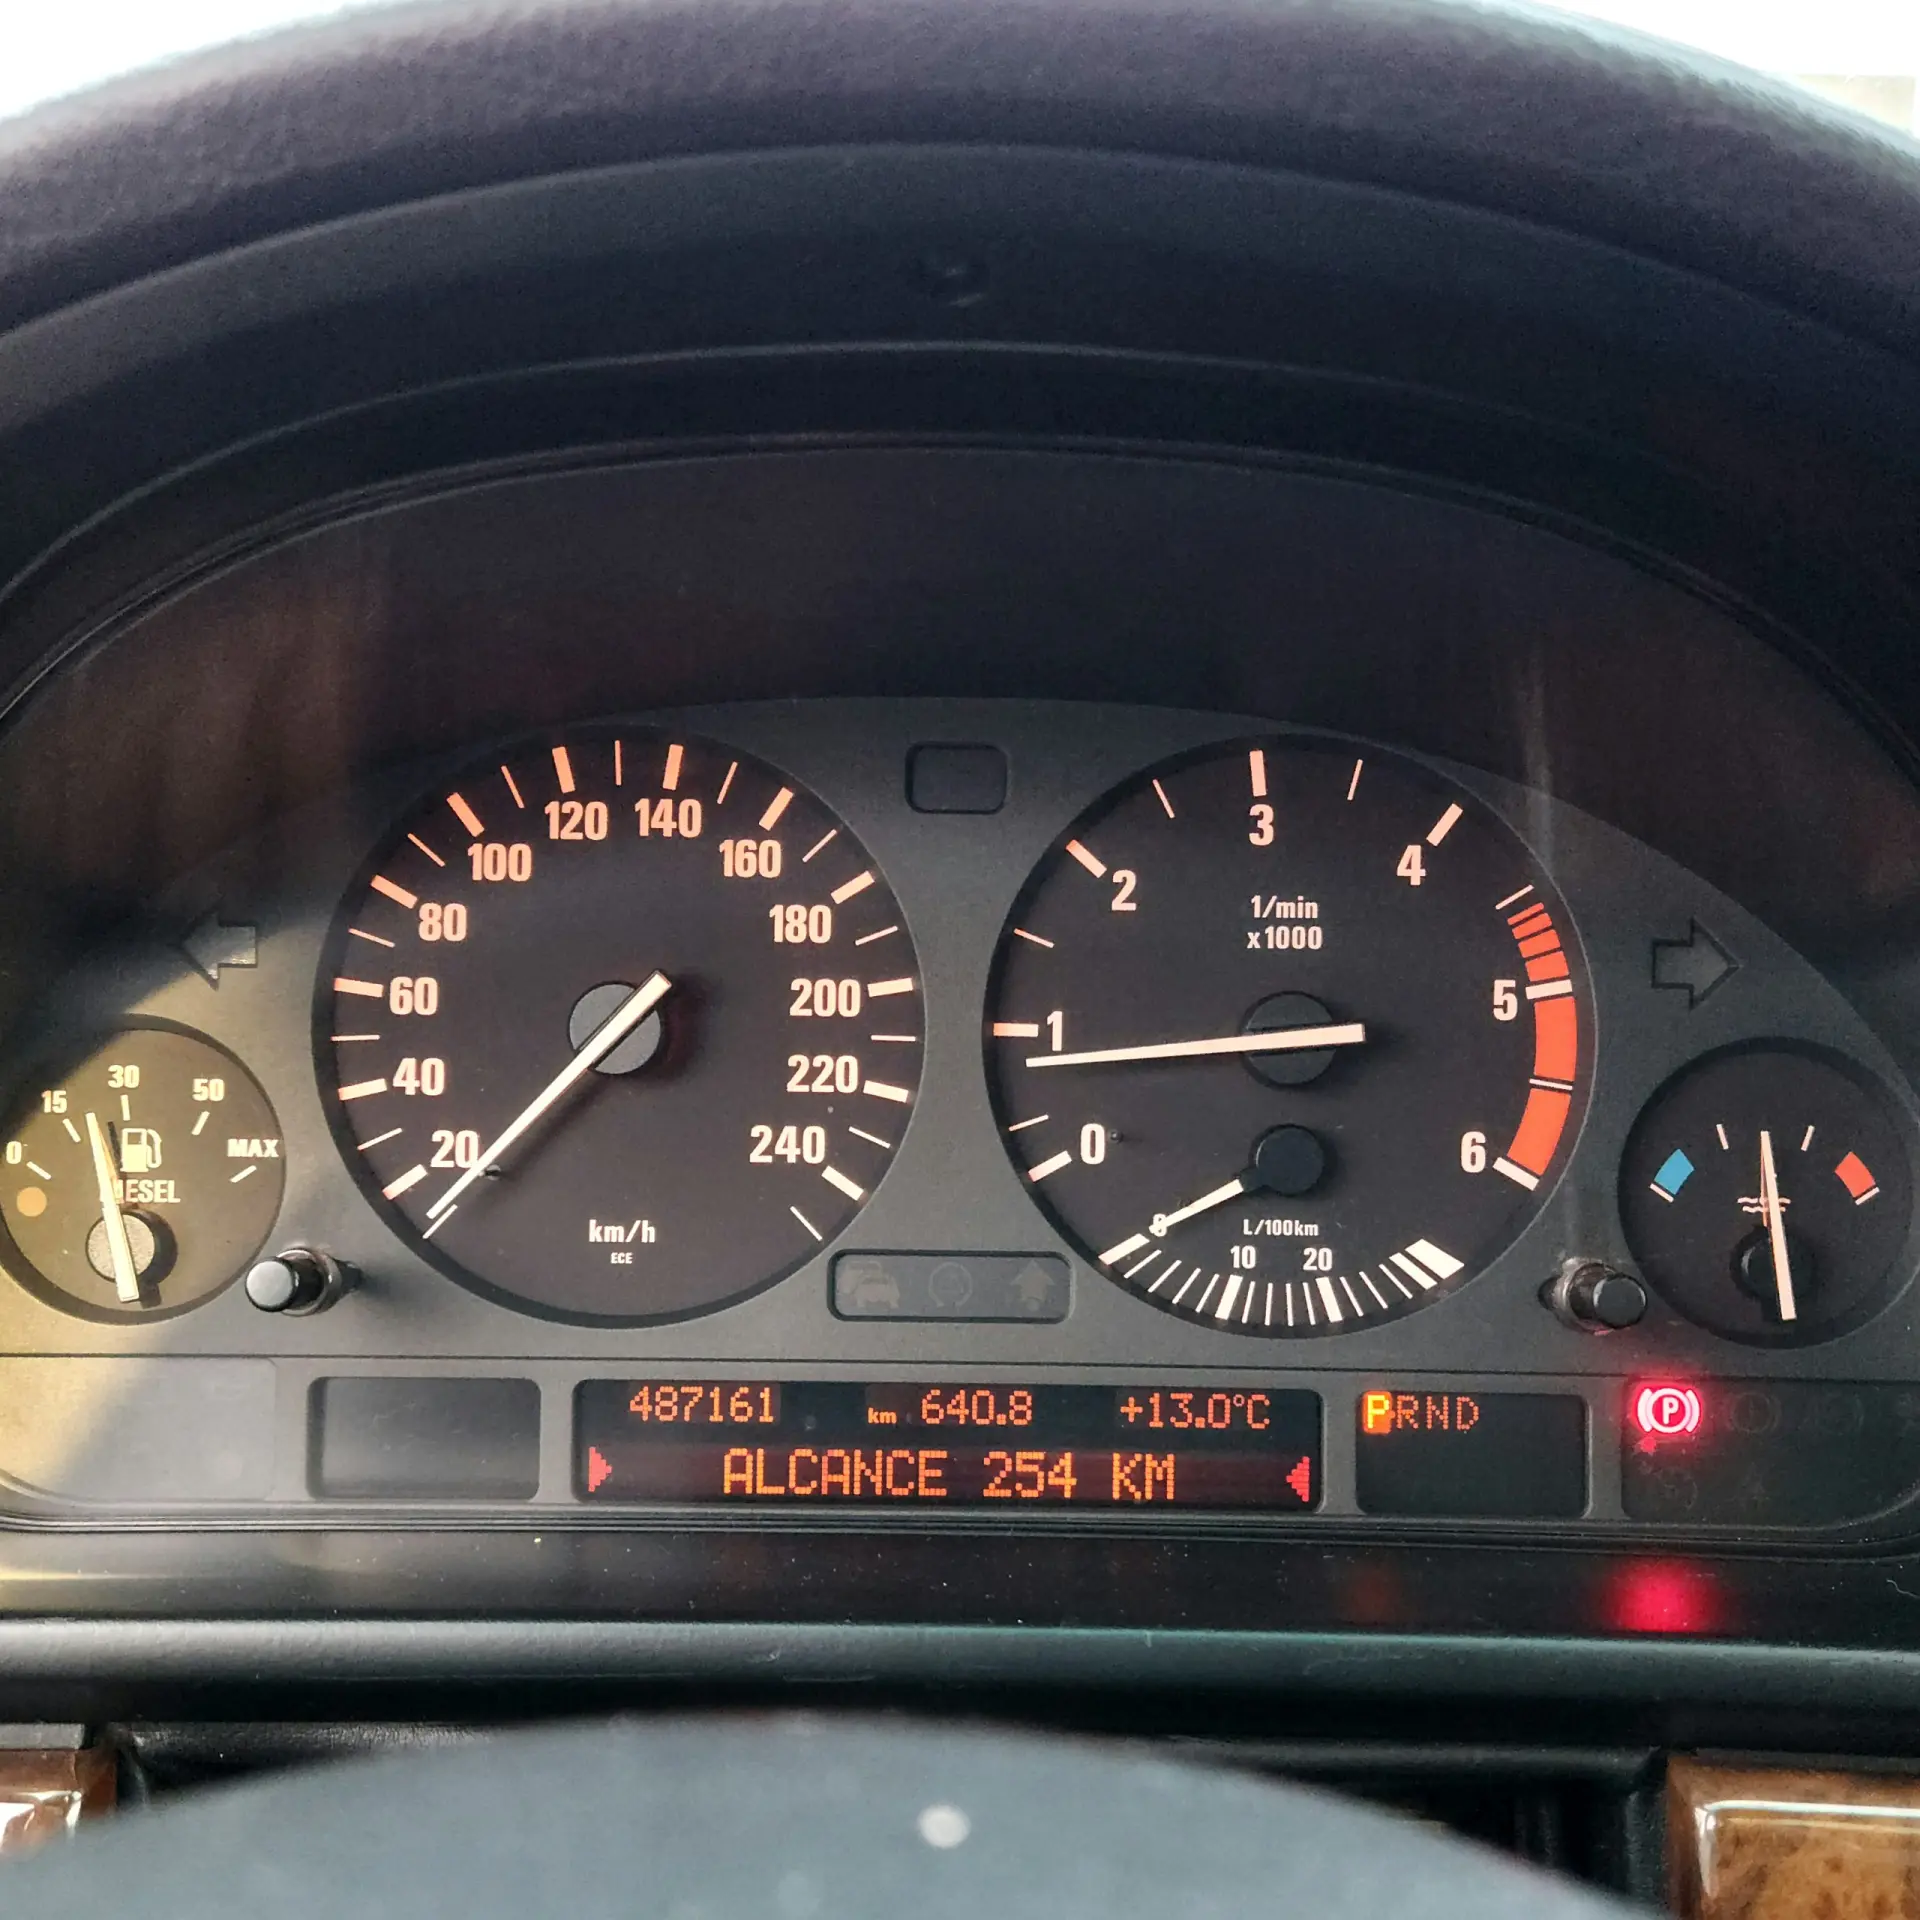 0 15 30 50 MAX
DIESEL
20 40 60 80 100 120 140 160 180 200 220 240
km/h
ECE
0 1 2 3 4 5 6
1/min
x1000
L/100km
10 20
487161 km 640.8 +13.0°C
ALCANCE 254 KM
PRND
P